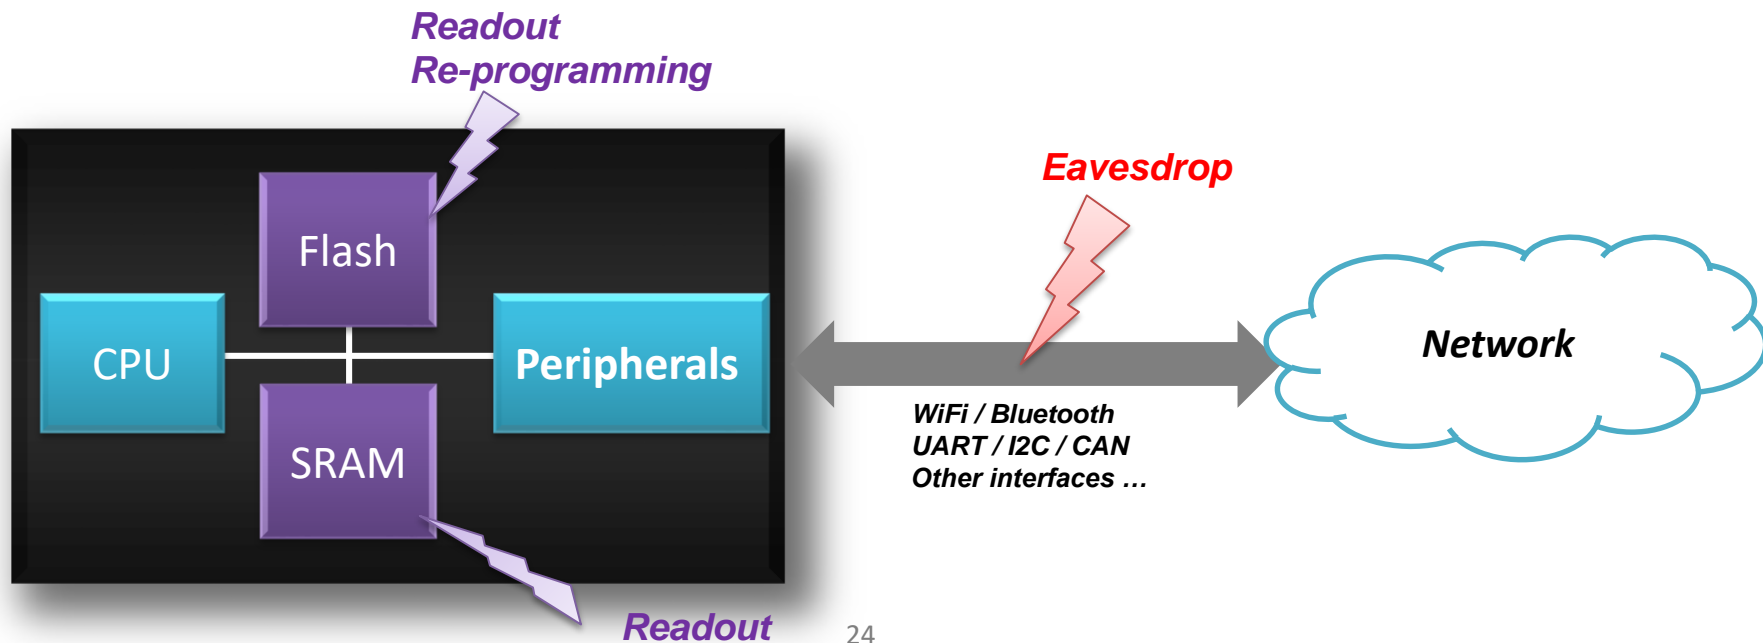 Readout
Re-programming
Eavesdrop
Flash
CPU
Peripherals
Network
SRAM
WiFi / Bluetooth
UART / I2C / CAN
Other interfaces …
Readout
24